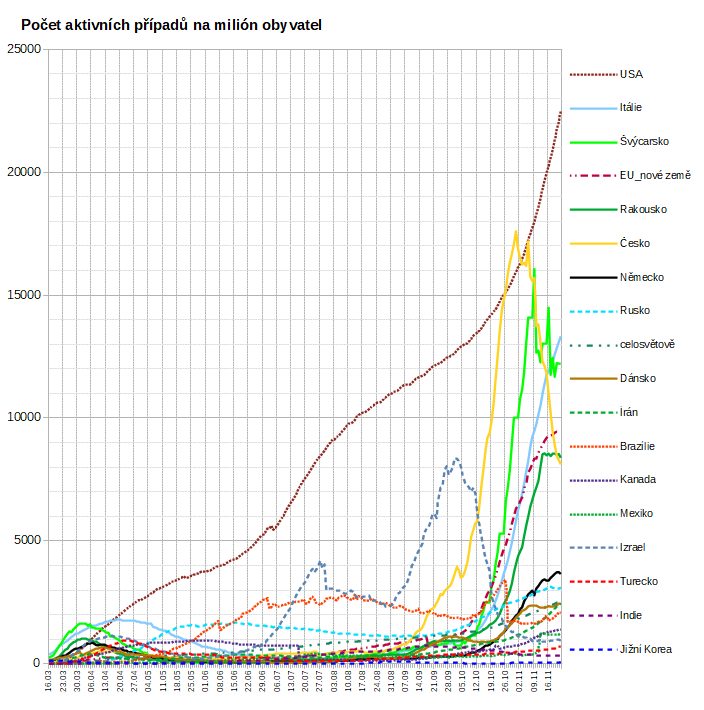 Počet aktivních případů na milión obyvatel
25000
20000
15000
10000
5000
0
USA
Itálie
Švýcarsko
EU_nové země
Rakousko
Česko
Německo
Rusko
celosvětově
Dánsko
Írán
Brazílie
Kanada
Mexiko
Izrael
Turecko
Indie
Jižní Korea
16.03
23.03
30.03
06.04
13.04
20.04
27.04
04.05
11.05
18.05
25.05
01.06
08.06
15.06
22.06
29.06
06.07
13.07
20.07
27.07
03.08
10.08
17.08
24.08
31.08
07.09
14.09
21.09
28.09
05.10
12.10
19.10
26.10
02.11
09.11
16.11